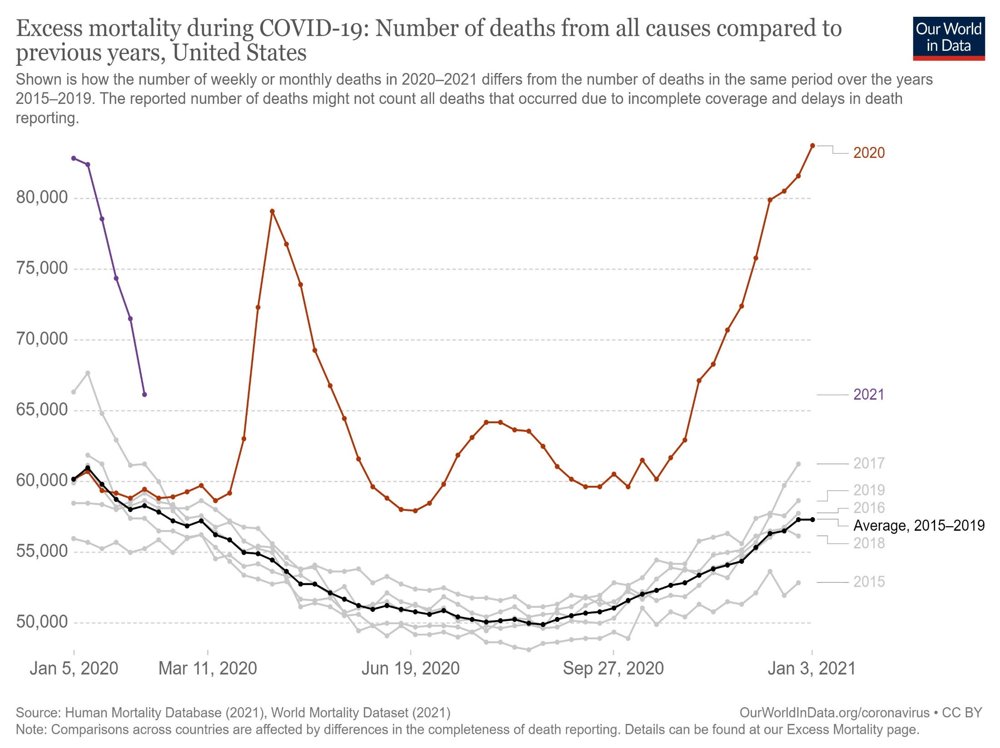 Excess mortality during COVID-19: Number of deaths from all causes compared to
previous years, United States
Our World
in Data
Shown is how the number of weekly or monthly deaths in 2020–2021 differs from the number of deaths in the same period over the years
2015–2019. The reported number of deaths might not count all deaths that occurred due to incomplete coverage and delays in death
reporting.
2020
80,000
75,000
70,000
2021
65,000
2017
60,000
2019
2016
Average, 2015–2019
2018
55,000
2015
50,000
Jan 5, 2020
Mar 11, 2020
Jun 19, 2020
Sep 27, 2020
Jan 3, 2021
Source: Human Mortality Database (2021), World Mortality Dataset (2021)
OurWorldInData.org/coronavirus • CC BY
Note: Comparisons across countries are affected by differences in the completeness of death reporting. Details can be found at our Excess Mortality page.